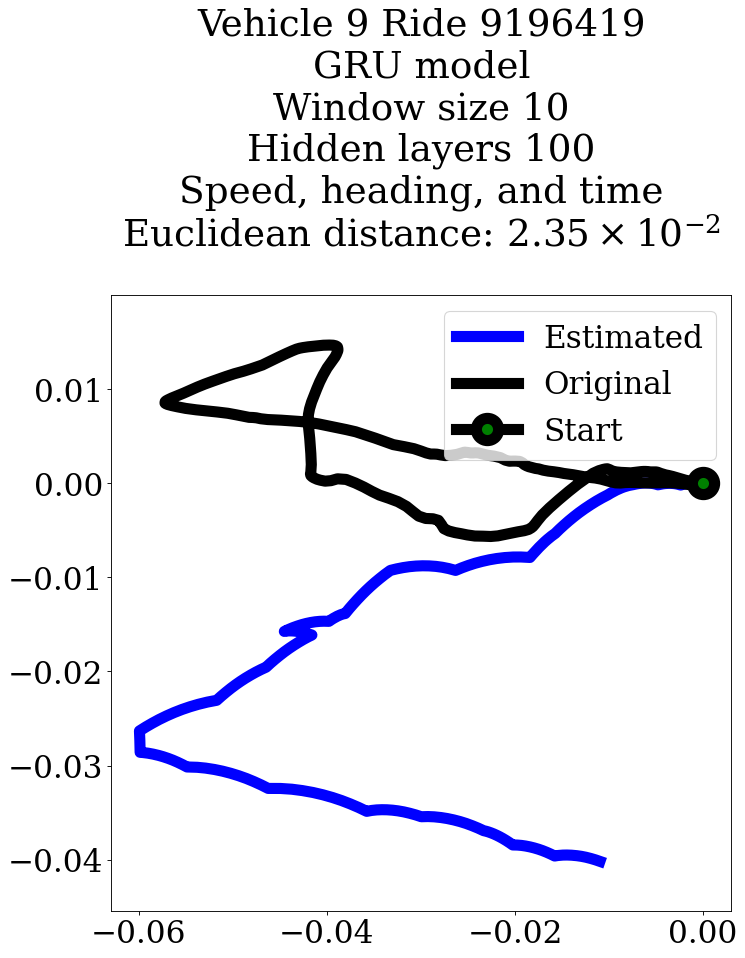 Vehicle 9 Ride 9196419
GRU model
Window size 10
Hidden layers 100
Speed, heading, and time
Euclidean distance: 2.35 × 10⁻²
Estimated
Original
Start
0.01
0.00
−0.01
−0.02
−0.03
−0.04
−0.06
−0.04
−0.02
0.00